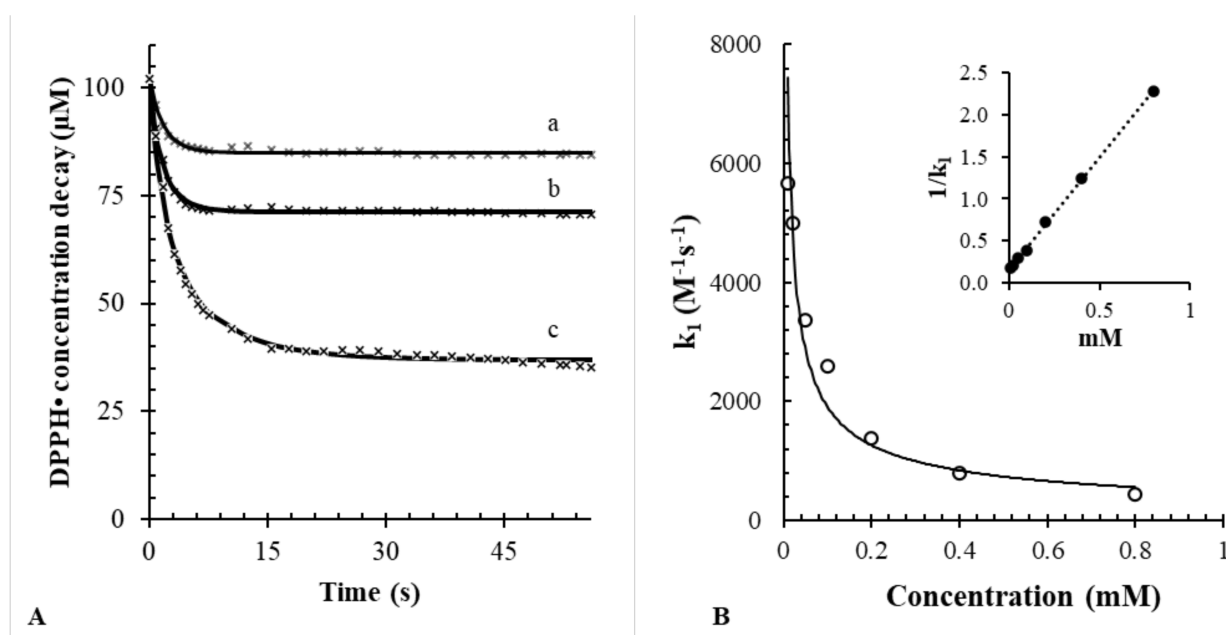 DPPH• concentration decay (µM)
100
75
50
25
0
0 15 30 45
Time (s)
a
b
c
A
k₁ (M⁻¹s⁻¹)
8000
6000
4000
2000
0
0 0.2 0.4 0.6 0.8 1
Concentration (mM)
1/k₁
2.5
2.0
1.5
1.0
0.5
0.0
0 0.5 1
mM
B